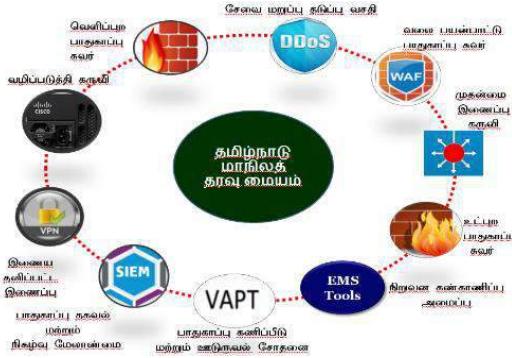 சேவை மறுப்பு தடுப்பு வசதி
வெளிப்புற
பாதுகாப்பு
சுவர்
DDoS
வலை பயன்பாட்டு
பாதுகாப்பு சுவர்
WAF
வழிப்படுத்தி கருவி
cisco
முதன்மை
இணைப்பு
கருவி
தமிழ்நாடு
மாநிலத்
தரவு மையம்
உட்புற
பாதுகாப்பு
சுவர்
VPN
இணைய
தனிப்பட்ட
இணைப்பு
SIEM
பாதுகாப்பு தகவல்
மற்றும்
நிகழ்வு மேலாண்மை
VAPT
பாதுகாப்பு கணிப்பீடு
மற்றும் ஊடுருவல் சோதனை
EMS
Tools
நிறுவன கண்காணிப்பு
அமைப்பு